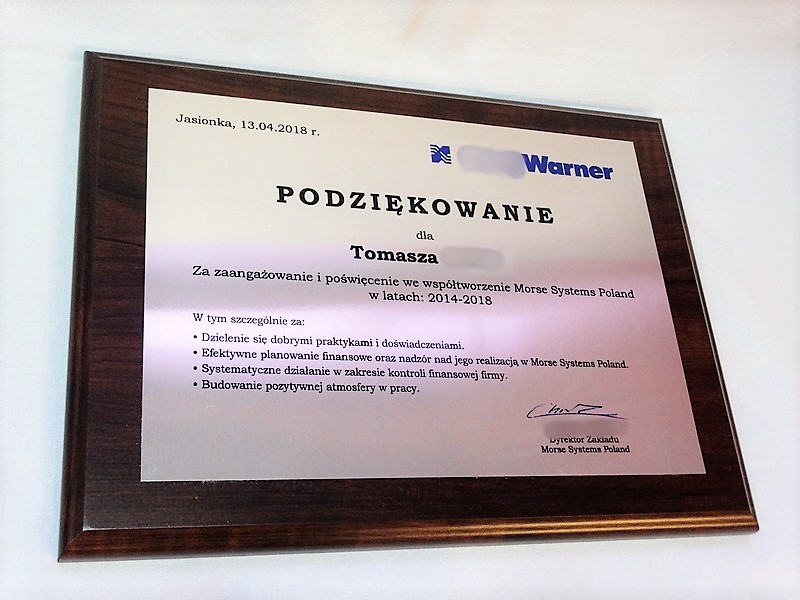 Jasionka, 13.04.2018 r.
Warner
PODZIĘKOWANIE
dla
Tomasza
Za zaangażowanie i poświęcenie we współtworzenie Morse Systems Poland
w latach: 2014-2018
W tym szczególnie za:
• Dzielenie się dobrymi praktykami i doświadczeniami.
• Efektywne planowanie finansowe oraz nadzór nad jego realizacją w Morse Systems Poland.
• Systematyczne działanie w zakresie kontroli finansowej firmy.
• Budowanie pozytywnej atmosfery w pracy.
Dyrektor Zakładu
Morse Systems Poland